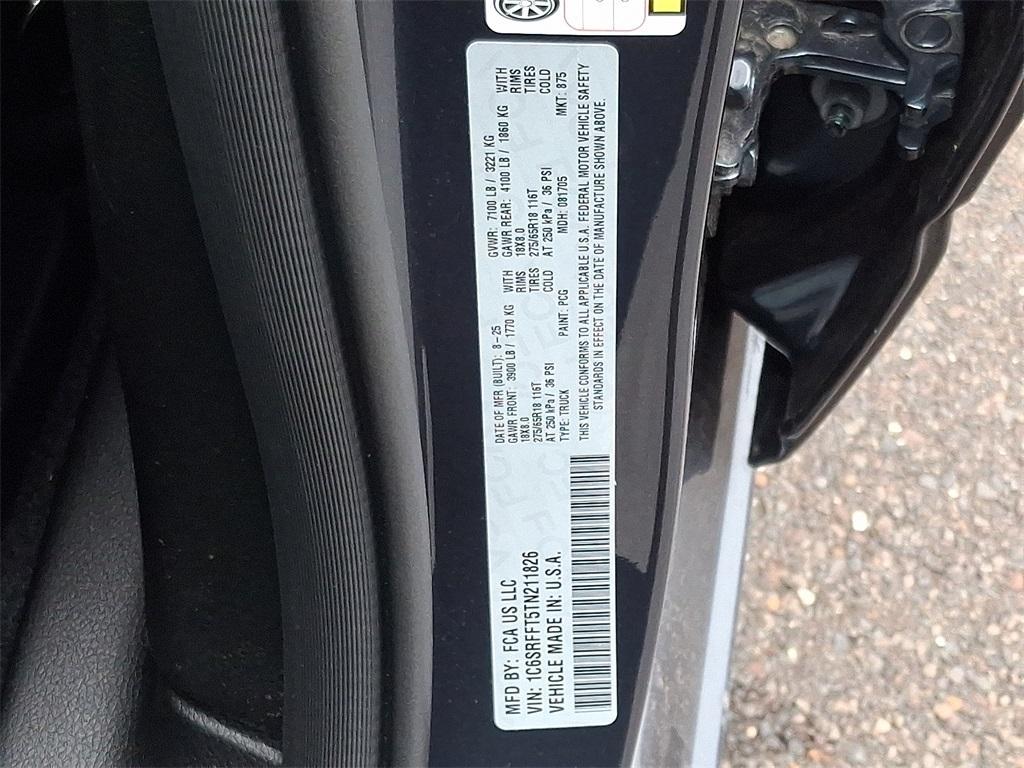 MFD BY: FCA US LLC
VIN: 1C6SRFFT5TN211826
VEHICLE MADE IN: U.S.A.
DATE OF MFR (BUILT): 8-25
GAWR FRONT: 3900 LB / 1770 KG WITH
18X8.0 RIMS
275/65R18 116T TIRES
AT 250 kPa / 36 PSI COLD
GVWR: 7100 LB / 3221 KG
GAWR REAR: 4100 LB / 1860 KG WITH
18X8.0 RIMS
275/65R18 116T TIRES
AT 250 kPa / 36 PSI COLD
TYPE: TRUCK PAINT: PCG MDH: 081705 MKT: 875
THIS VEHICLE CONFORMS TO ALL APPLICABLE U.S.A. FEDERAL MOTOR VEHICLE SAFETY
STANDARDS IN EFFECT ON THE DATE OF MANUFACTURE SHOWN ABOVE.